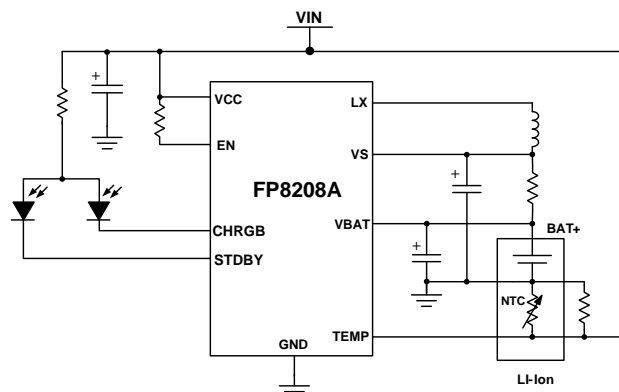 VIN
+
VCC
LX
EN
VS
+
FP8208A
VBAT
BAT+
CHRGB
+
STDBY
NTC
TEMP
GND
LI-Ion